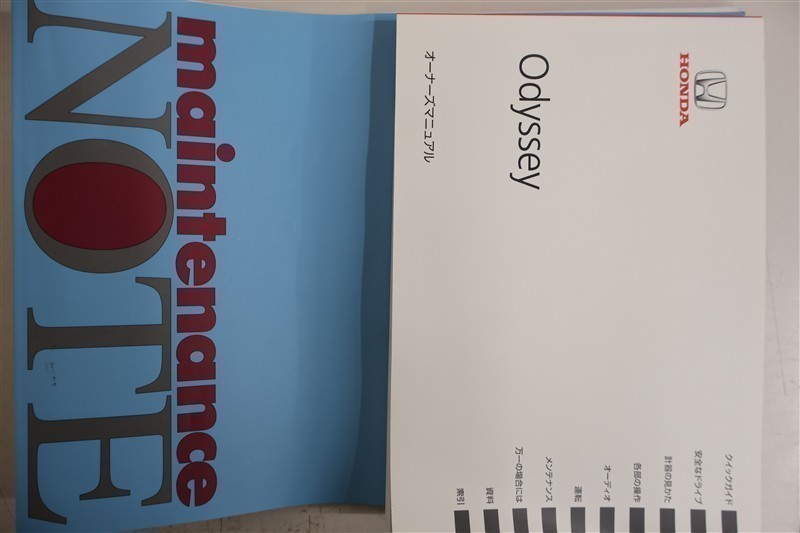 maintenance
NOTE
HONDA
Odyssey
オーナーズマニュアル
クイックガイド
安全なドライブ
計器の見かた
各部の操作
オーディオ
運転
メンテナンス
万一の場合には
資料
索引